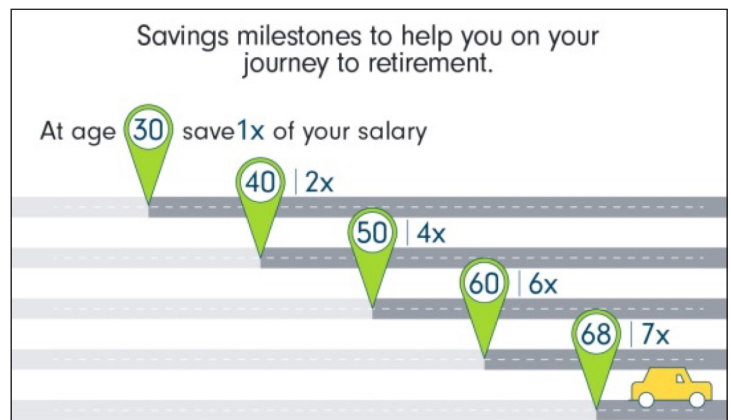 Savings milestones to help you on your
journey to retirement.
At age 30 save 1x of your salary
40 | 2x
50 | 4x
60 | 6x
68 | 7x